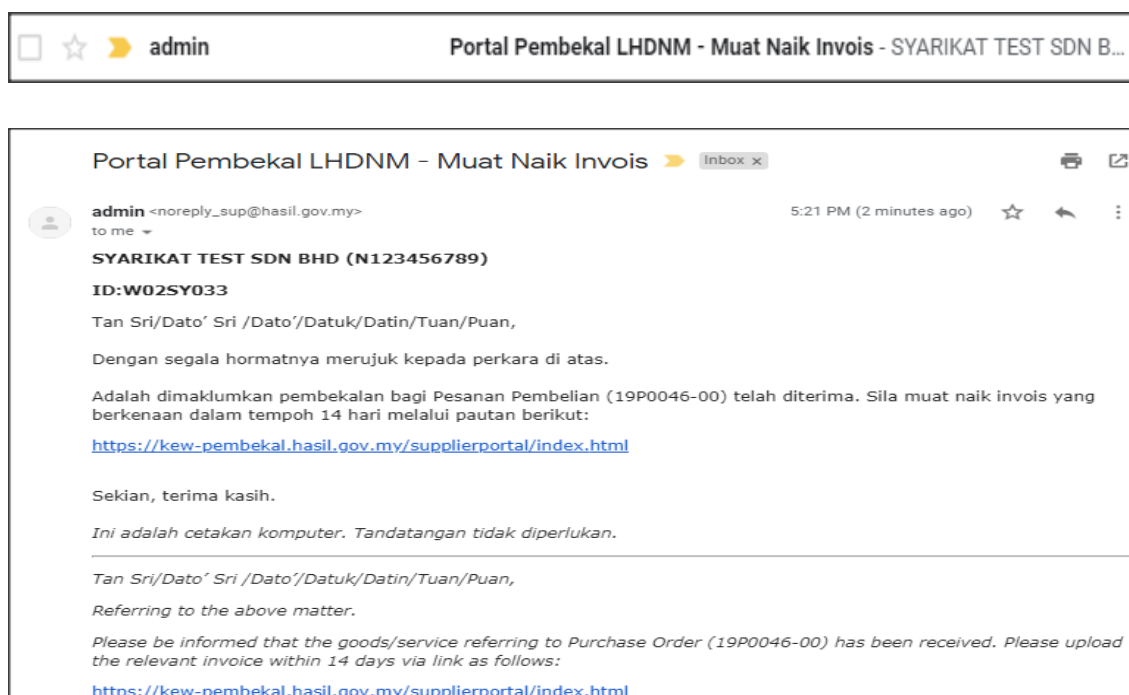 admin Portal Pembekal LHDNM - Muat Naik Invois - SYARIKAT TEST SDN B...
Portal Pembekal LHDNM - Muat Naik Invois Inbox x
admin <noreply_sup@hasil.gov.my> 5:21 PM (2 minutes ago)
to me
SYARIKAT TEST SDN BHD (N123456789)
ID:W02SY033
Tan Sri/Dato´ Sri /Dato´/Datuk/Datin/Tuan/Puan,
Dengan segala hormatnya merujuk kepada perkara di atas.
Adalah dimaklumkan pembekalan bagi Pesanan Pembelian (19P0046-00) telah diterima. Sila muat naik invois yang
berkenaan dalam tempoh 14 hari melalui pautan berikut:
https://kew-pembekal.hasil.gov.my/supplierportal/index.html
Sekian, terima kasih.
Ini adalah cetakan komputer. Tandatangan tidak diperlukan.
Tan Sri/Dato´ Sri /Dato´/Datuk/Datin/Tuan/Puan,
Referring to the above matter.
Please be informed that the goods/service referring to Purchase Order (19P0046-00) has been received. Please upload
the relevant invoice within 14 days via link as follows:
https://kew-pembekal.hasil.gov.my/supplierportal/index.html